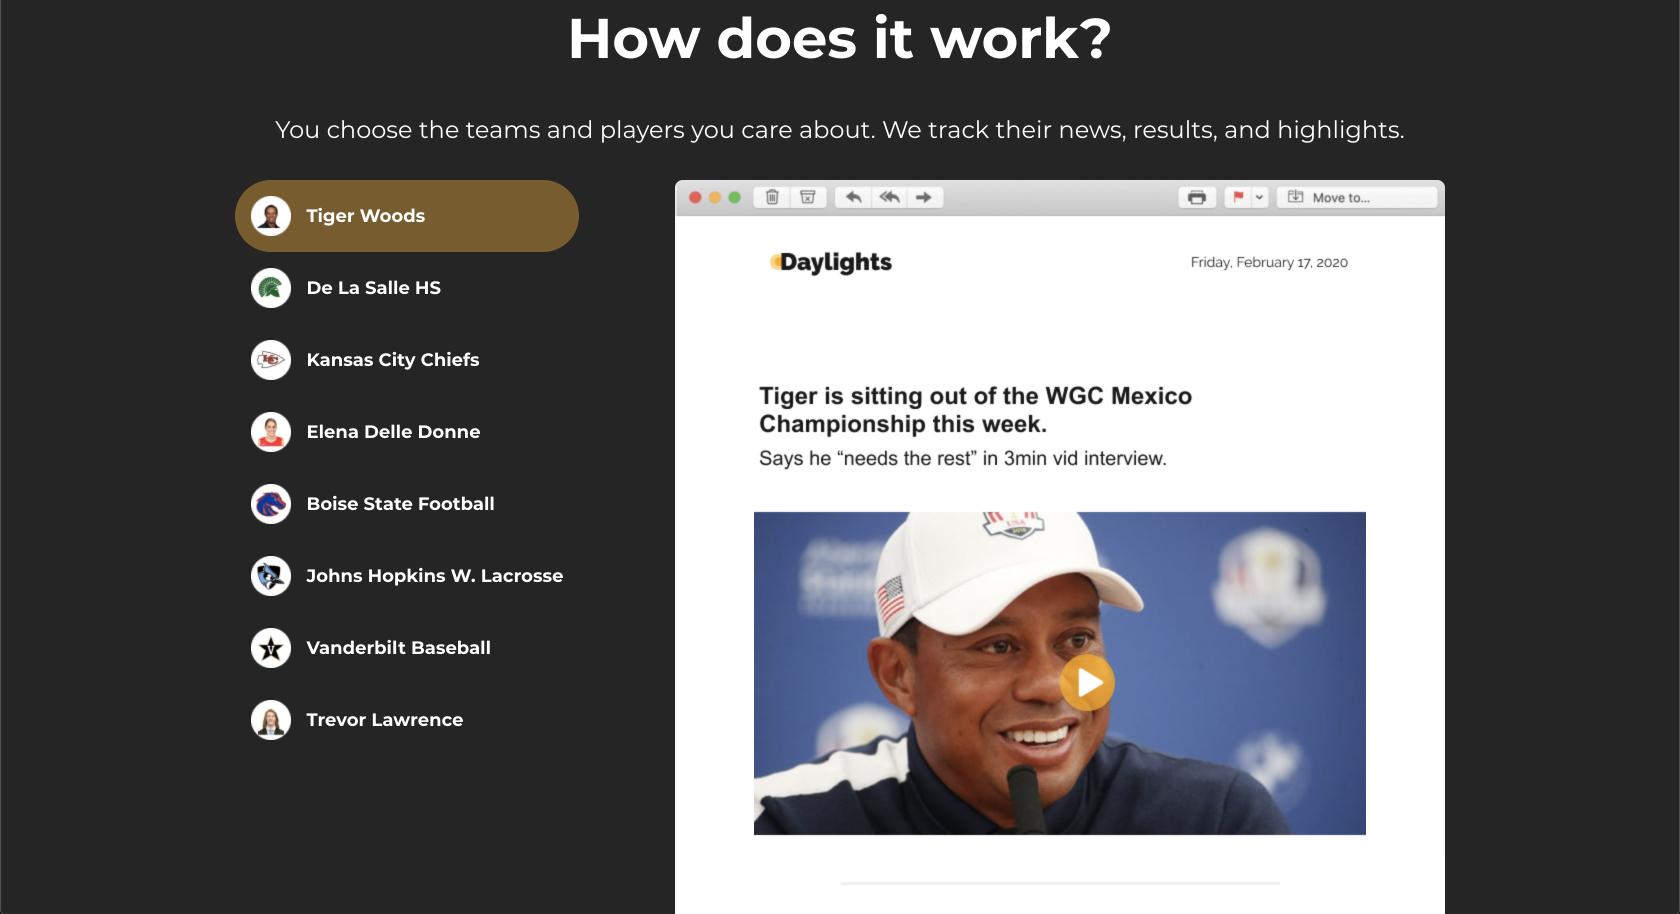 How does it work?
You choose the teams and players you care about. We track their news, results, and highlights.
Tiger Woods
De La Salle HS
Kansas City Chiefs
Elena Delle Donne
Boise State Football
Johns Hopkins W. Lacrosse
Vanderbilt Baseball
Trevor Lawrence
Move to...
Daylights
Friday, February 17, 2020
Tiger is sitting out of the WGC Mexico
Championship this week.
Says he “needs the rest” in 3min vid interview.
USA